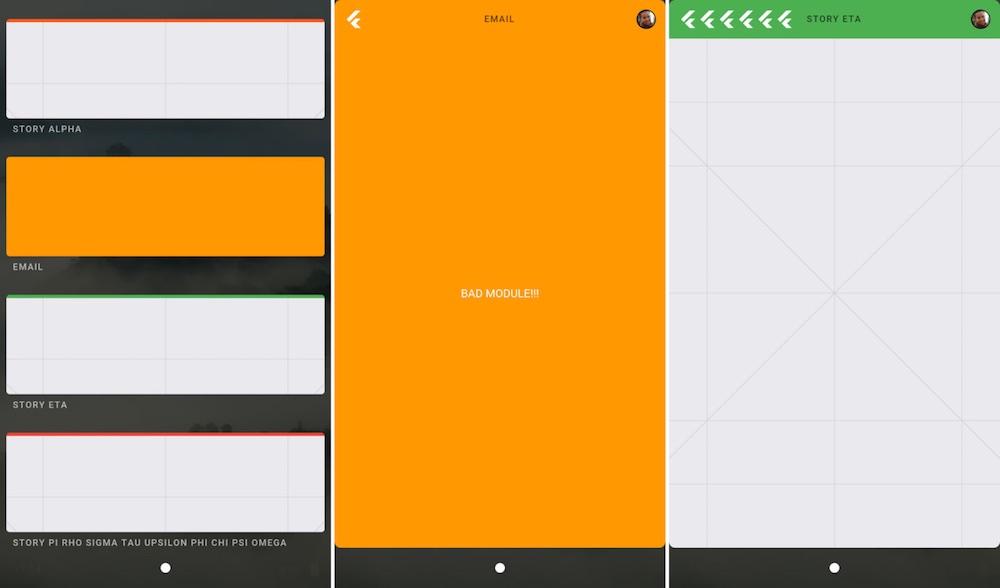 STORY ALPHA
EMAIL
STORY ETA
STORY PI RHO SIGMA TAU UPSILON PHI CHI PSI OMEGA
EMAIL
BAD MODULE!!!
STORY ETA